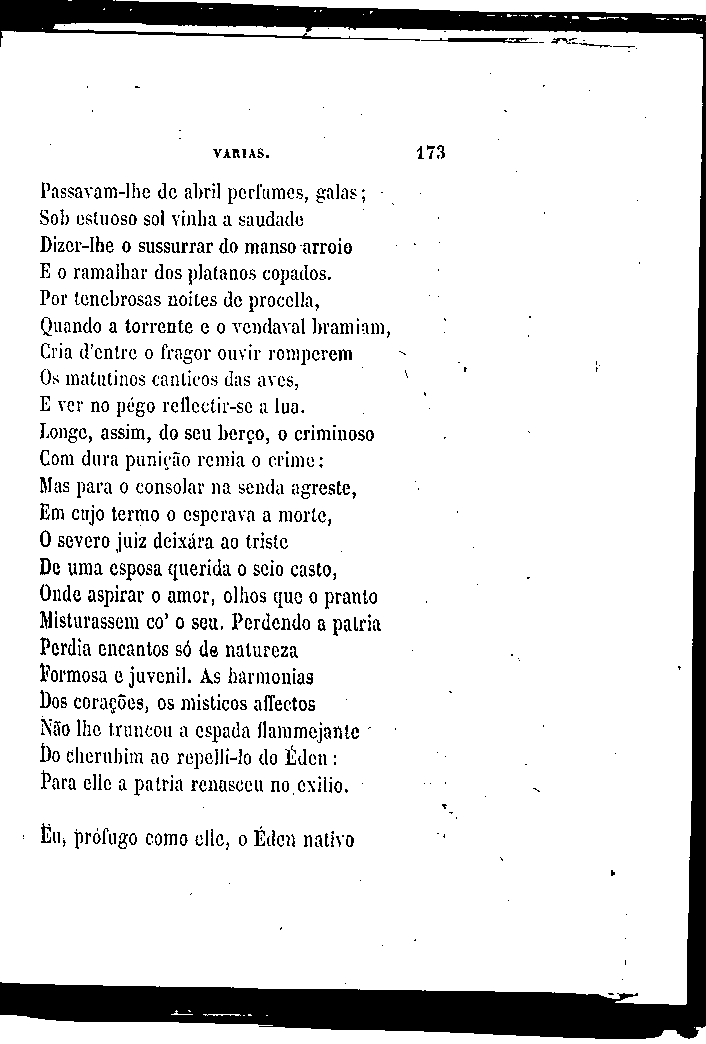 VARIAS. 173
Passavam-lhe de abril perfumes, galas;
Sob estuoso sol vinha a saudade
Dizer-lhe o sussurrar do manso arroio
E o ramalhar dos platanos copados.
Por tenebrosas noites de procella,
Quando a torrente e o vendaval bramiam,
Cria d'entre o fragor ouvir romperem
Os matutinos canticos das aves,
E ver no pégo reflectir-se a lua.
Longe, assim, do seu berço, o criminoso
Com dura punição remia o crime:
Mas para o consolar na senda agreste,
Em cujo termo o esperava a morte,
O severo juiz deixára ao triste
De uma esposa querida o seio casto,
Onde aspirar o amor, olhos que o pranto
Misturassem co' o seu. Perdendo a patria
Perdia encantos só de natureza
Formosa e juvenil. As harmonias
Dos corações, os misticos affectos
Não lhe truncou a espada flammejante
Do cherubim ao repelli-lo do Éden:
Para elle a patria renasceu no exilio.
Eu, prófugo como elle, o Éden nativo